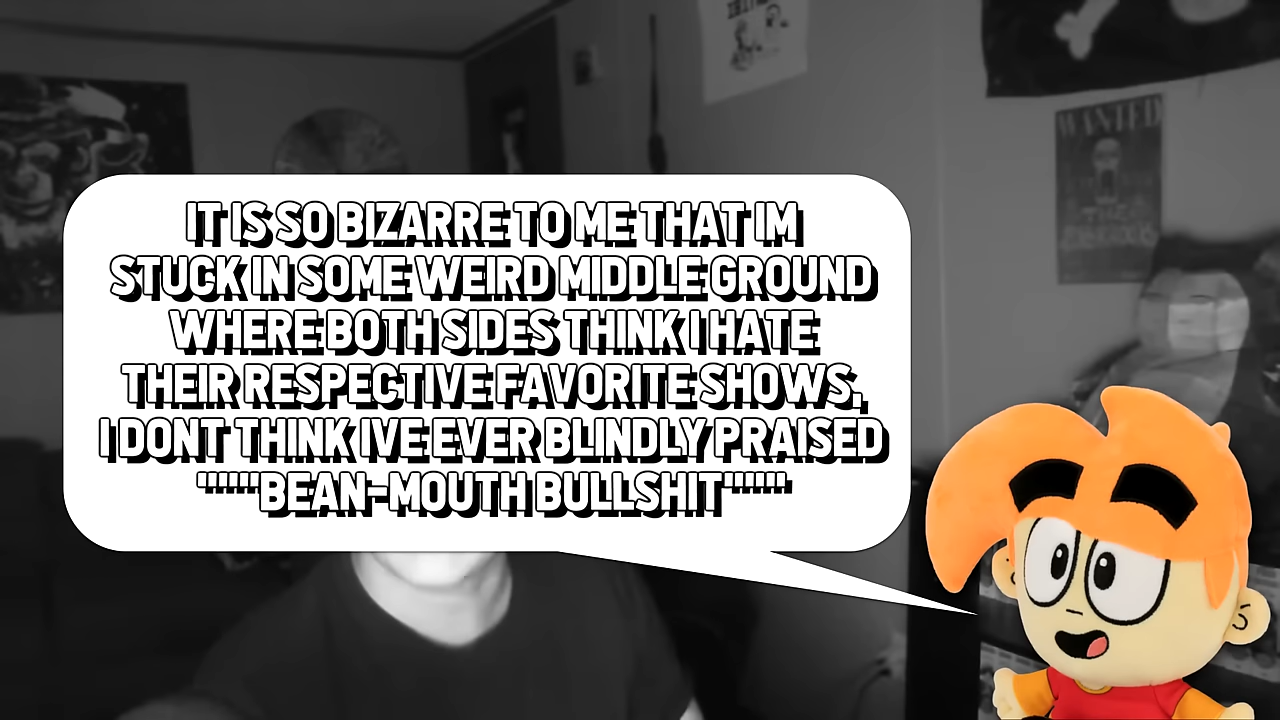 WANTED
IT IS SO BIZARRE TO ME THAT IM
STUCK IN SOME WEIRD MIDDLE GROUND
WHERE BOTH SIDES THINK I HATE
THEIR RESPECTIVE FAVORITE SHOWS.
I DONT THINK IVE EVER BLINDLY PRAISED
""""BEAN-MOUTH BULLSHIT""""